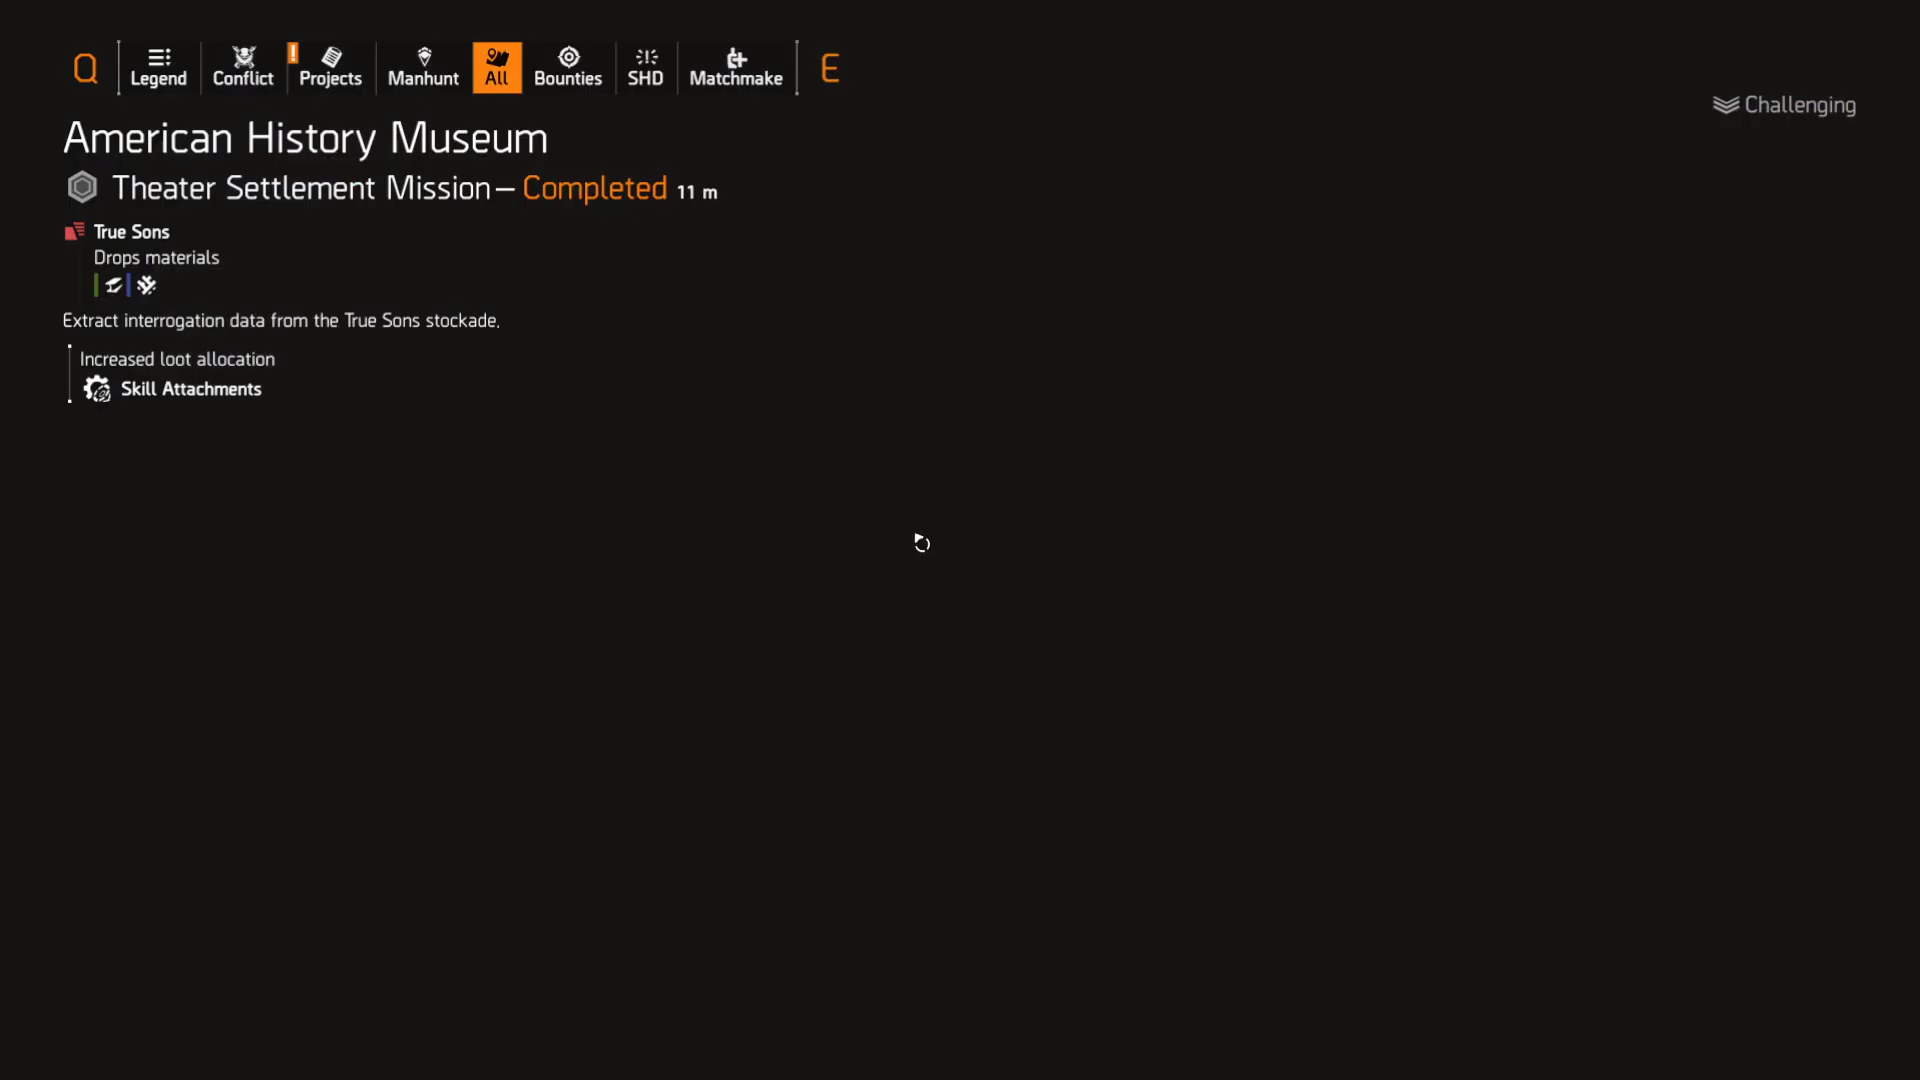 Q Legend Conflict ! Projects Manhunt All Bounties SHD Matchmake E
Challenging
American History Museum
Theater Settlement Mission — Completed 11 m
True Sons
Drops materials
Extract interrogation data from the True Sons stockade.
Increased loot allocation
Skill Attachments